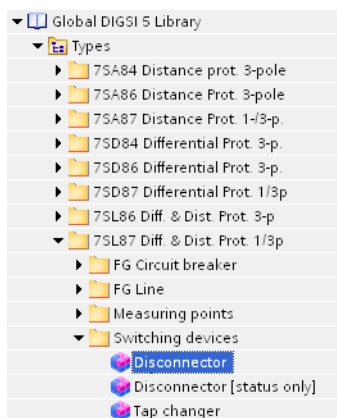 Global DIGSI 5 Library
Types
7SA84 Distance prot. 3-pole
7SA86 Distance Prot. 3-pole
7SA87 Distance Prot. 1-/3-p.
7SD84 Differential Prot. 3-p.
7SD86 Differential Prot. 3-p.
7SD87 Differential Prot. 1/3p
7SL86 Diff. & Dist. Prot. 3-p
7SL87 Diff. & Dist. Prot. 1/3p
FG Circuit breaker
FG Line
Measuring points
Switching devices
Disconnector
Disconnector [status only]
Tap changer